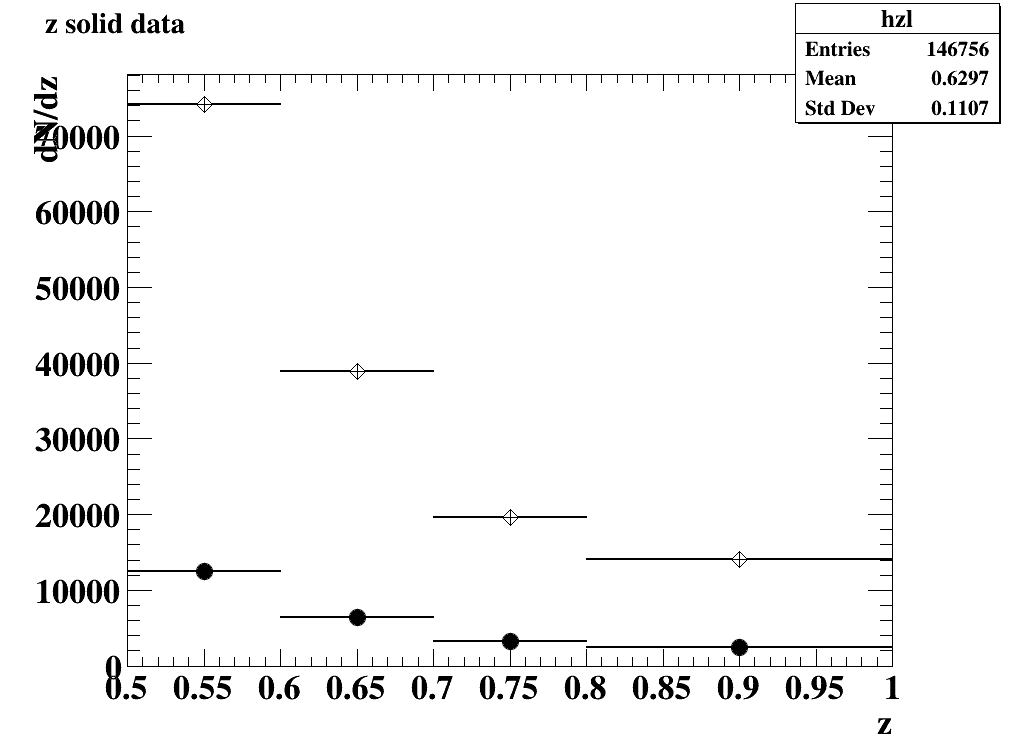 z solid data
hzl
Entries 146756
Mean 0.6297
Std Dev 0.1107
dN/dz
70000
60000
50000
40000
30000
20000
10000
0
0.5 0.55 0.6 0.65 0.7 0.75 0.8 0.85 0.9 0.95 1
z